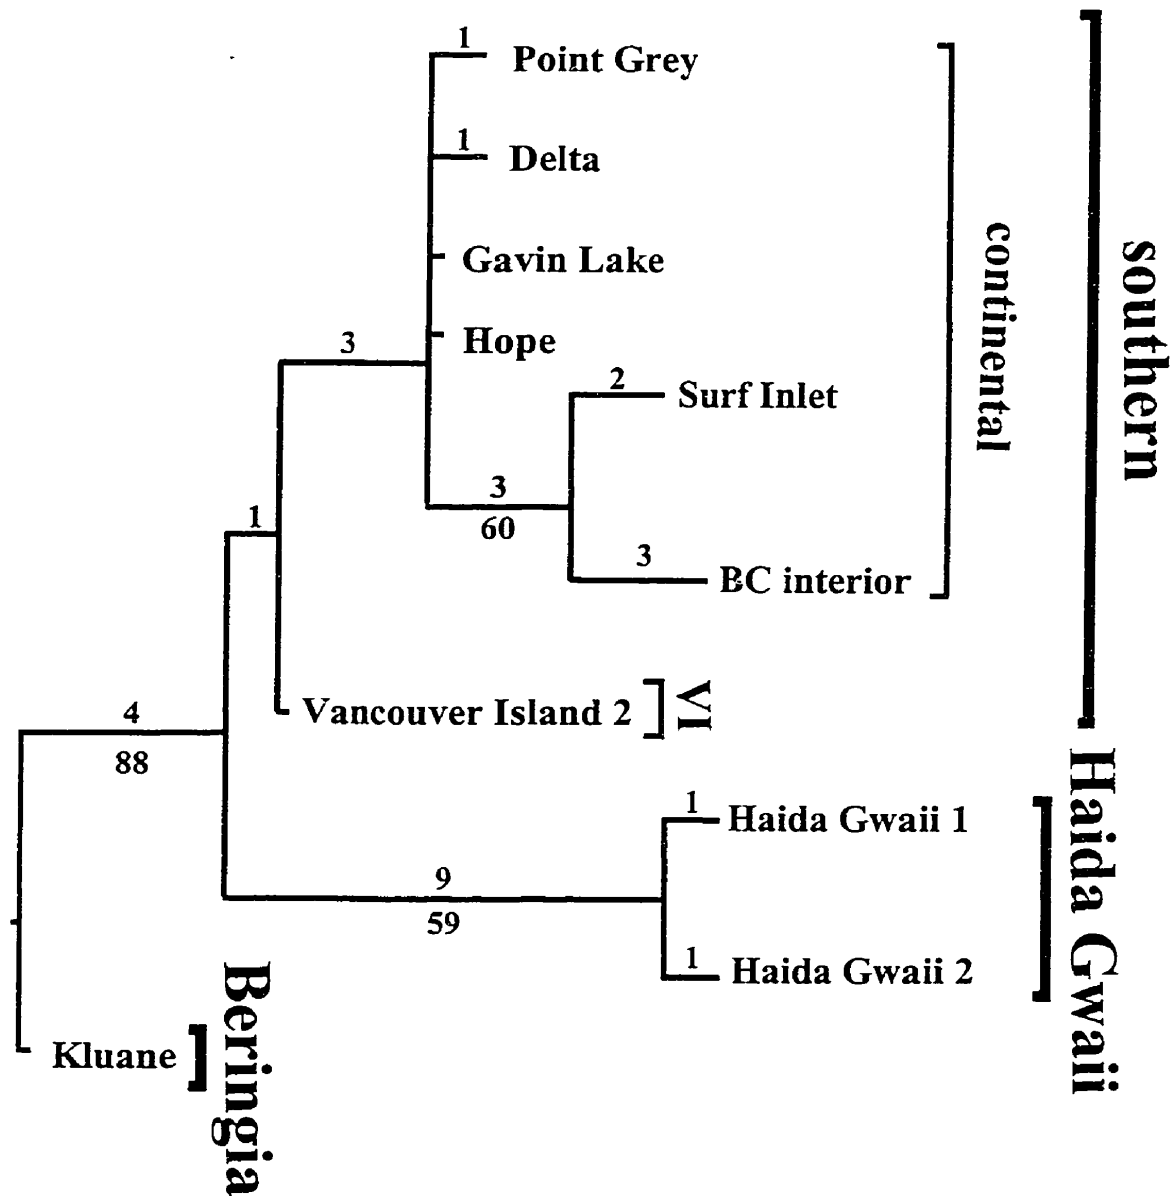 1
Point Grey
1
Delta
Gavin Lake
Hope
3
2
Surf Inlet
3
60
3
BC interior
continental
southern
1
Vancouver Island 2
VI
4
88
1
Haida Gwaii 1
9
59
1
Haida Gwaii 2
Haida Gwaii
Kluane
Beringia